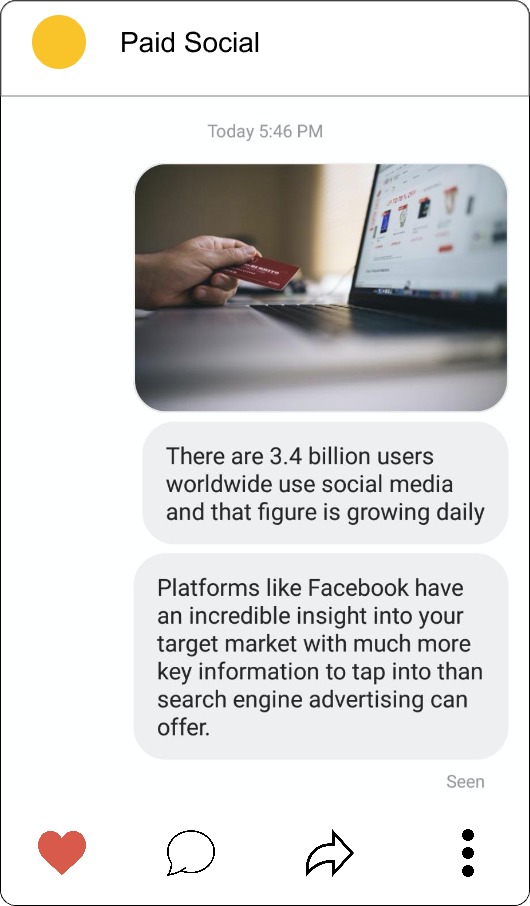 Paid Social
Today 5:46 PM
There are 3.4 billion users
worldwide use social media
and that figure is growing daily
Platforms like Facebook have
an incredible insight into your
target market with much more
key information to tap into than
search engine advertising can
offer.
Seen